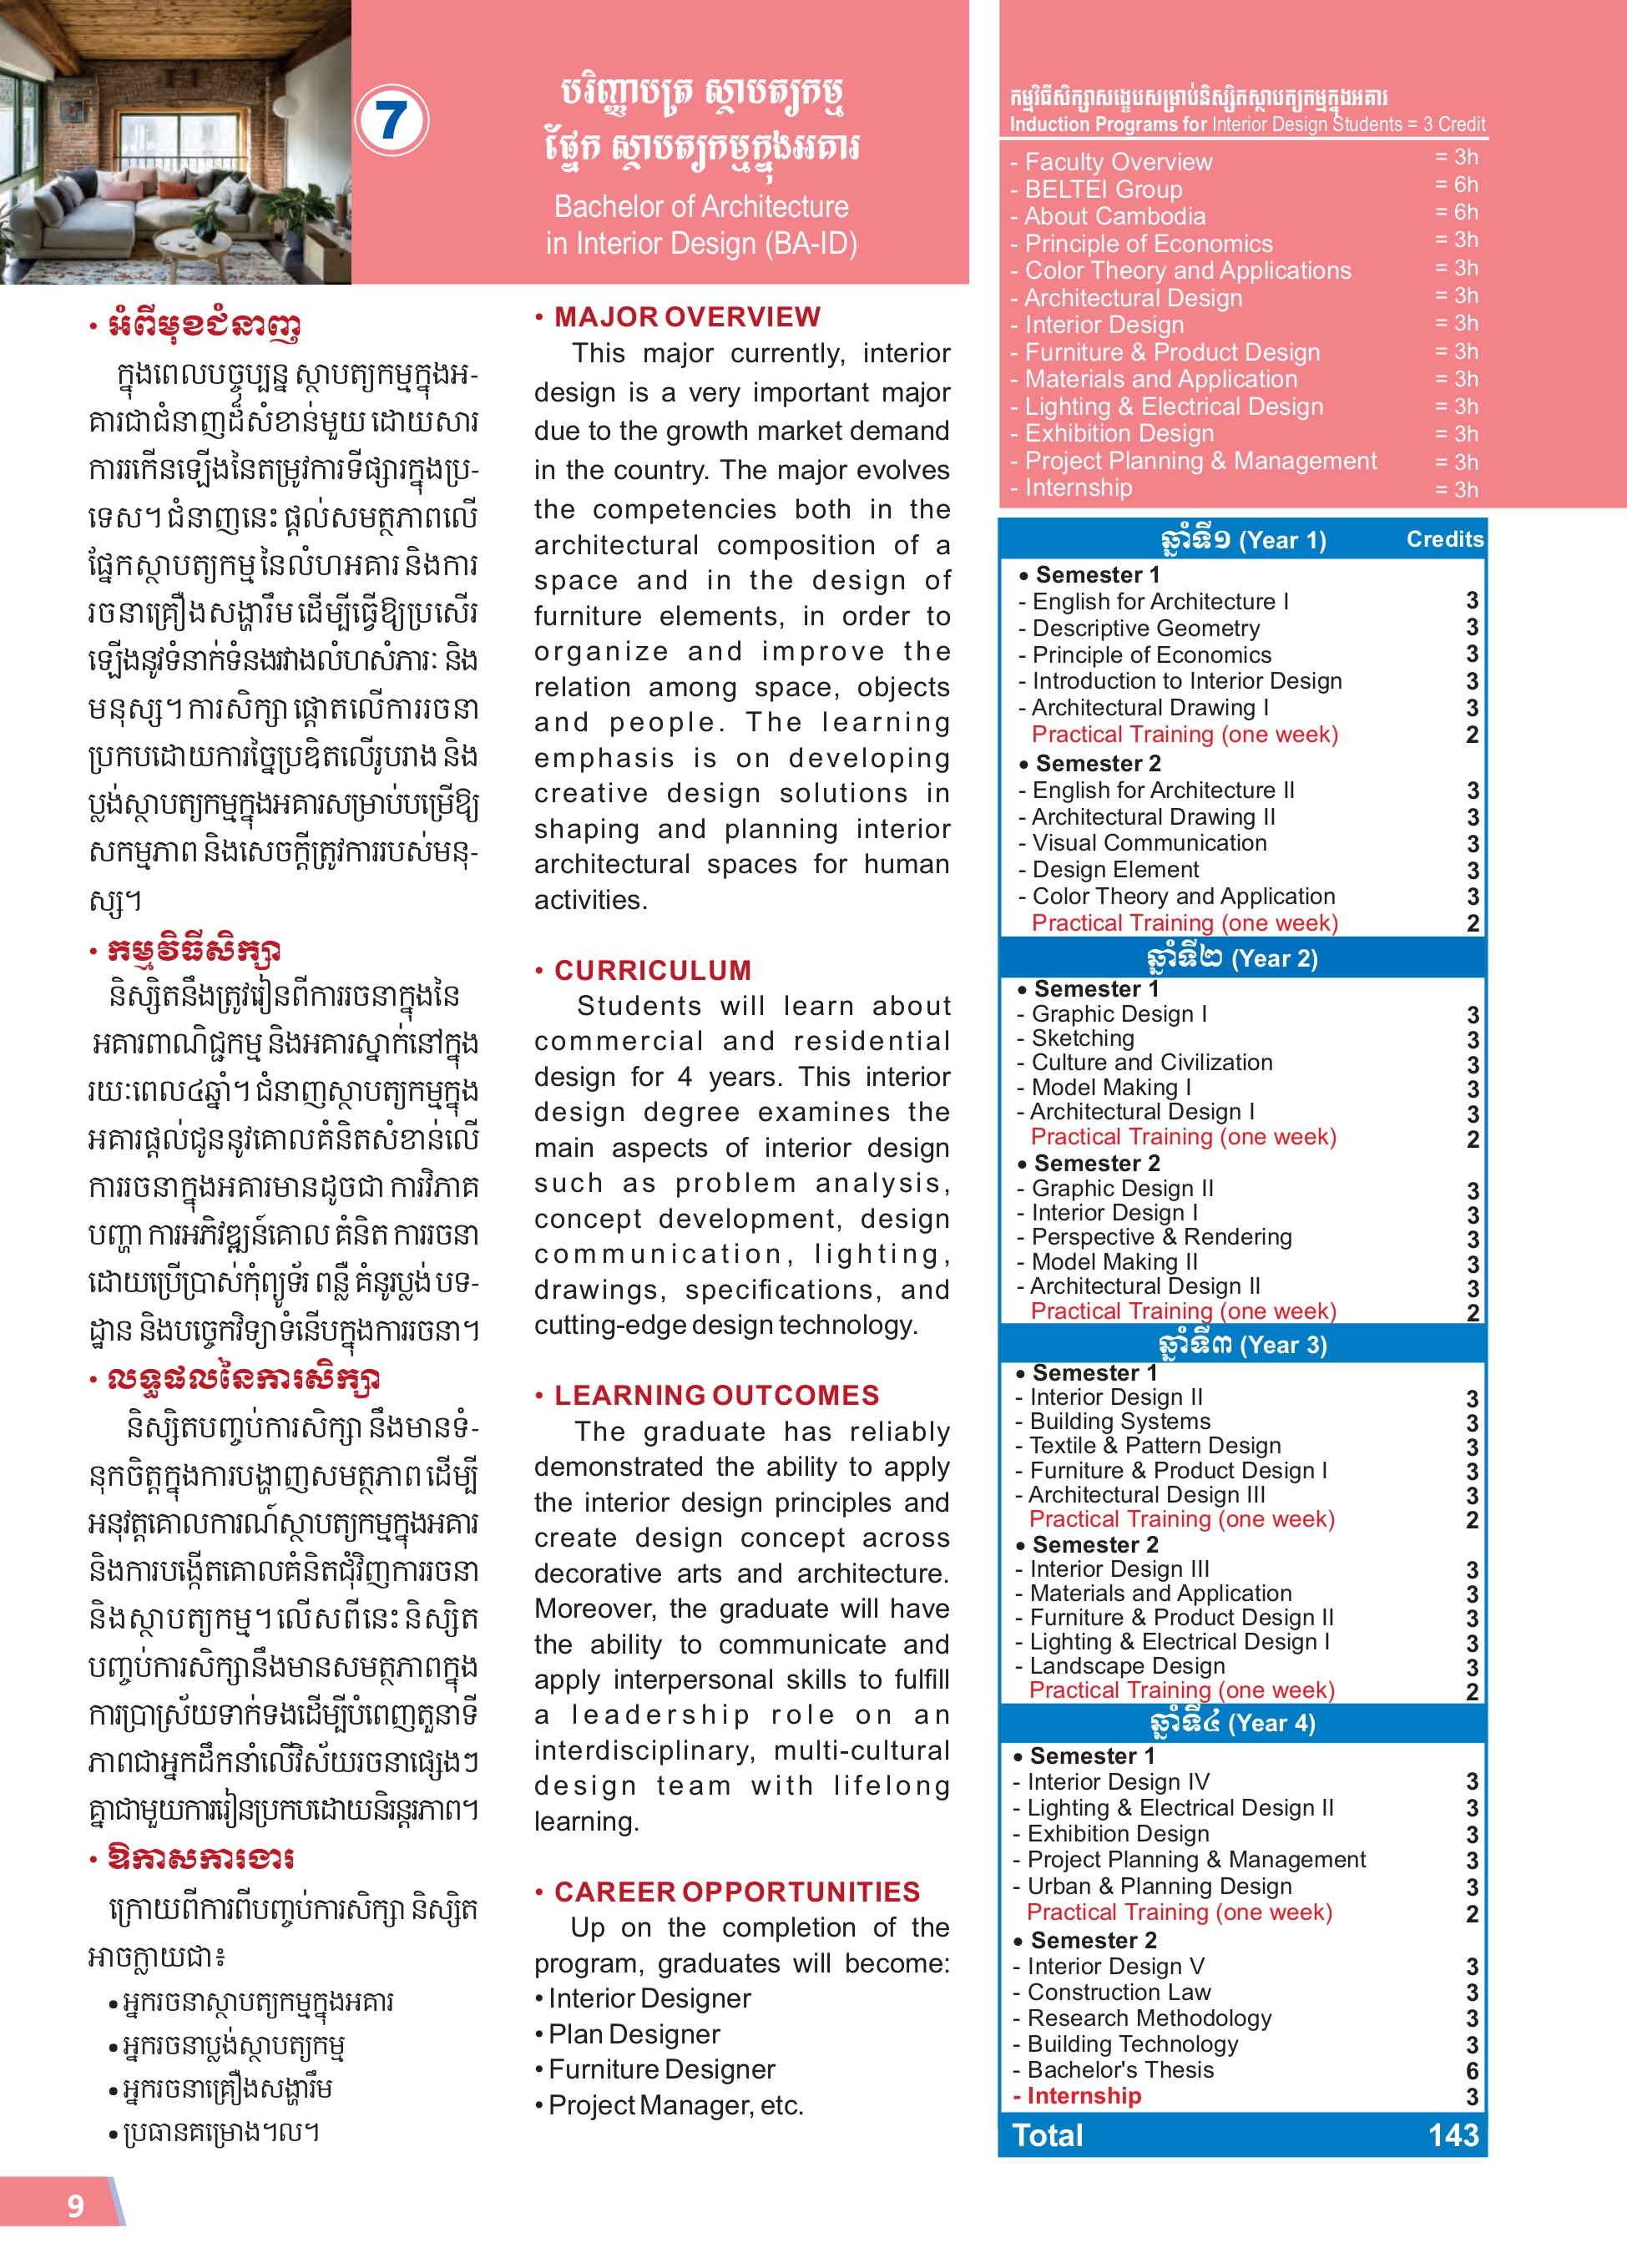 7
បរិញ្ញាបត្រ ស្ថាបត្យកម្ម
ផ្នែក ស្ថាបត្យកម្មក្នុងអគារ
Bachelor of Architecture
in Interior Design (BA-ID)
• អំពីមុខជំនាញ
ក្នុងពេលបច្ចុប្បន្ន ស្ថាបត្យកម្មក្នុងអ-
គារជាជំនាញដ៏សំខាន់មួយ ដោយសារ
ការរកើនឡើងនៃតម្រូវការទីផ្សារក្នុងប្រ-
ទេស។ ជំនាញនេះ ផ្តល់សមត្ថភាពលើ
ផ្នែកស្ថាបត្យកម្ម នៃលំហអគារ និងការ
រចនាគ្រឿងសង្ហារឹម ដើម្បីធ្វើឱ្យប្រសើរ
ឡើងនូវទំនាក់ទំនងរវាងលំហសំភារៈ និង
មនុស្ស។ ការសិក្សា ផ្តោតលើការរចនា
ប្រកបដោយការច្នៃប្រឌិតលើរូបរាង និង
ប្លង់ស្ថាបត្យកម្មក្នុងអគារសម្រាប់បម្រើឱ្យ
សកម្មភាព និងសេចក្តីត្រូវការរបស់មនុ-
ស្ស។
• កម្មវិធីសិក្សា
និស្សិតនឹងត្រូវរៀនពីការរចនាក្នុងនៃ
អគារពាណិជ្ជកម្ម និងអគារស្នាក់នៅក្នុង
រយៈពេល៤ឆ្នាំ។ ជំនាញស្ថាបត្យកម្មក្នុង
អគារផ្តល់ជូននូវគោលគំនិតសំខាន់លើ
ការរចនាក្នុងអគារមានដូចជា ការវិភាគ
បញ្ហា ការអភិវឌ្ឍន៍គោល គំនិត ការរចនា
ដោយប្រើប្រាស់កុំព្យូទ័រ ពន្លឺ គំនូរប្លង់ បទ-
ដ្ឋាន និងបច្ចេកវិទ្យាទំនើបក្នុងការរចនា។
• លទ្ធផលនៃការសិក្សា
និស្សិតបញ្ចប់ការសិក្សា នឹងមានទំ-
នុកចិត្តក្នុងការបង្ហាញសមត្ថភាព ដើម្បី
អនុវត្តគោលការណ៍ស្ថាបត្យកម្មក្នុងអគារ
និងការបង្កើតគោលគំនិតជុំវិញការរចនា
និងស្ថាបត្យកម្ម។ លើសពីនេះ និស្សិត
បញ្ចប់ការសិក្សានឹងមានសមត្ថភាពក្នុង
ការប្រាស្រ័យទាក់ទងដើម្បីបំពេញតួនាទី
ភាពជាអ្នកដឹកនាំលើវិស័យរចនាផ្សេងៗ
គ្នាជាមួយការរៀនប្រកបដោយនិរន្តរភាព។
• ឱកាសការងារ
ក្រោយពីការពីបញ្ចប់ការសិក្សា និស្សិត
អាចក្លាយជា៖
• អ្នករចនាស្ថាបត្យកម្មក្នុងអគារ
• អ្នករចនាប្លង់ស្ថាបត្យកម្ម
• អ្នករចនាគ្រឿងសង្ហារឹម
• ប្រធានគម្រោង។ល។
• MAJOR OVERVIEW
This major currently, interior
design is a very important major
due to the growth market demand
in the country. The major evolves
the competencies both in the
architectural composition of a
space and in the design of
furniture elements, in order to
organize and improve the
relation among space, objects
and people. The learning
emphasis is on developing
creative design solutions in
shaping and planning interior
architectural spaces for human
activities.
• CURRICULUM
Students will learn about
commercial and residential
design for 4 years. This interior
design degree examines the
main aspects of interior design
such as problem analysis,
concept development, design
communication, lighting,
drawings, specifications, and
cutting-edge design technology.
• LEARNING OUTCOMES
The graduate has reliably
demonstrated the ability to apply
the interior design principles and
create design concept across
decorative arts and architecture.
Moreover, the graduate will have
the ability to communicate and
apply interpersonal skills to fulfill
a leadership role on an
interdisciplinary, multi-cultural
design team with lifelong
learning.
• CAREER OPPORTUNITIES
Up on the completion of the
program, graduates will become:
• Interior Designer
• Plan Designer
• Furniture Designer
• Project Manager, etc.
កម្មវិធីសិក្សាសង្ខេបសម្រាប់និស្សិតស្ថាបត្យកម្មក្នុងអគារ
Induction Programs for Interior Design Students = 3 Credit
- Faculty Overview = 3h
- BELTEI Group = 6h
- About Cambodia = 6h
- Principle of Economics = 3h
- Color Theory and Applications = 3h
- Architectural Design = 3h
- Interior Design = 3h
- Furniture & Product Design = 3h
- Materials and Application = 3h
- Lighting & Electrical Design = 3h
- Exhibition Design = 3h
- Project Planning & Management = 3h
- Internship = 3h
ឆ្នាំទី១ (Year 1) Credits
• Semester 1
- English for Architecture I 3
- Descriptive Geometry 3
- Principle of Economics 3
- Introduction to Interior Design 3
- Architectural Drawing I 3
Practical Training (one week) 2
• Semester 2
- English for Architecture II 3
- Architectural Drawing II 3
- Visual Communication 3
- Design Element 3
- Color Theory and Application 3
Practical Training (one week) 2
ឆ្នាំទី២ (Year 2)
• Semester 1
- Graphic Design I 3
- Sketching 3
- Culture and Civilization 3
- Model Making I 3
- Architectural Design I 3
Practical Training (one week) 2
• Semester 2
- Graphic Design II 3
- Interior Design I 3
- Perspective & Rendering 3
- Model Making II 3
- Architectural Design II 3
Practical Training (one week) 2
ឆ្នាំទី៣ (Year 3)
• Semester 1
- Interior Design II 3
- Building Systems 3
- Textile & Pattern Design 3
- Furniture & Product Design I 3
- Architectural Design III 3
Practical Training (one week) 2
• Semester 2
- Interior Design III 3
- Materials and Application 3
- Furniture & Product Design II 3
- Lighting & Electrical Design I 3
- Landscape Design 3
Practical Training (one week) 2
ឆ្នាំទី៤ (Year 4)
• Semester 1
- Interior Design IV 3
- Lighting & Electrical Design II 3
- Exhibition Design 3
- Project Planning & Management 3
- Urban & Planning Design 3
Practical Training (one week) 2
• Semester 2
- Interior Design V 3
- Construction Law 3
- Research Methodology 3
- Building Technology 3
- Bachelor's Thesis 6
- Internship 3
Total 143
9